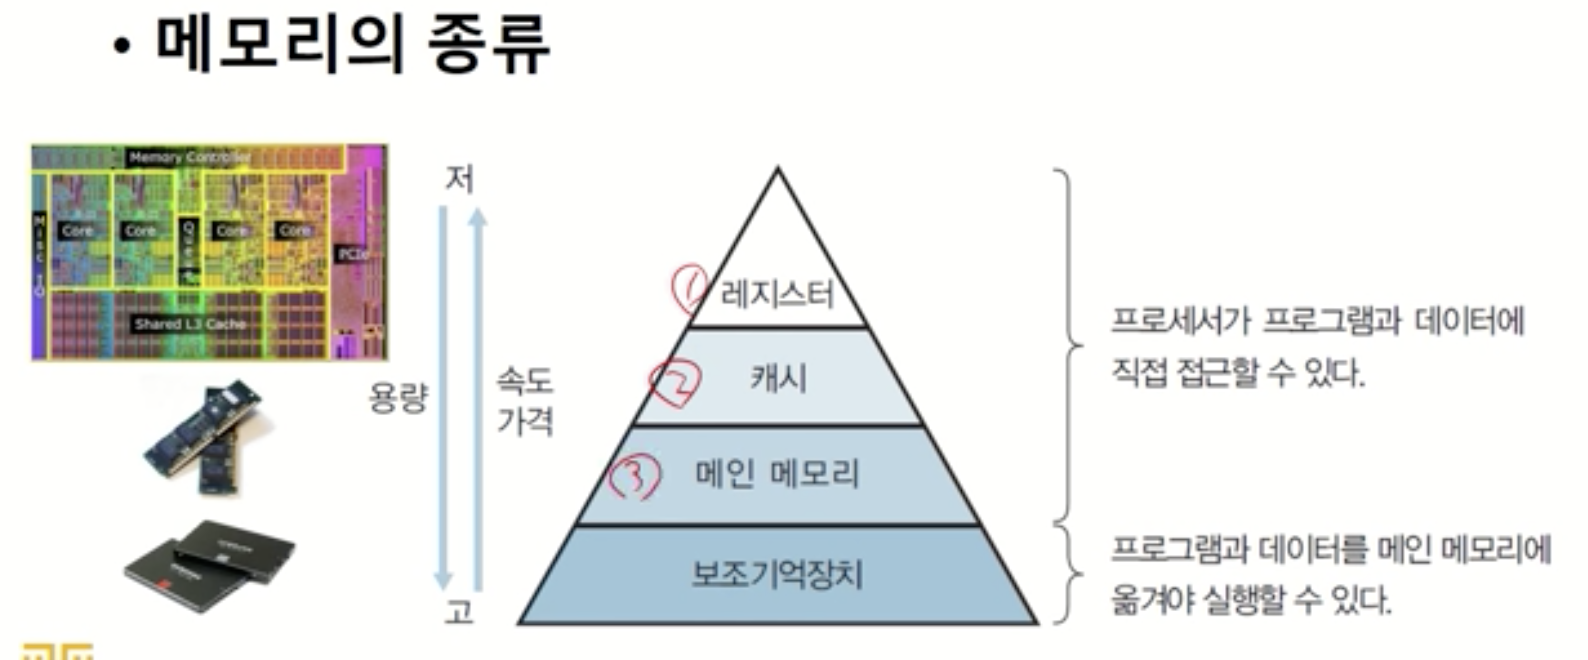 • 메모리의 종류
Memory Controller
Misc IO
Core
Core
Queue
Core
Core
PCIe
Shared L3 Cache
저
용량
속도
가격
고
① 레지스터
② 캐시
③ 메인 메모리
보조기억장치
프로세서가 프로그램과 데이터에
직접 접근할 수 있다.
프로그램과 데이터를 메인 메모리에
옮겨야 실행할 수 있다.